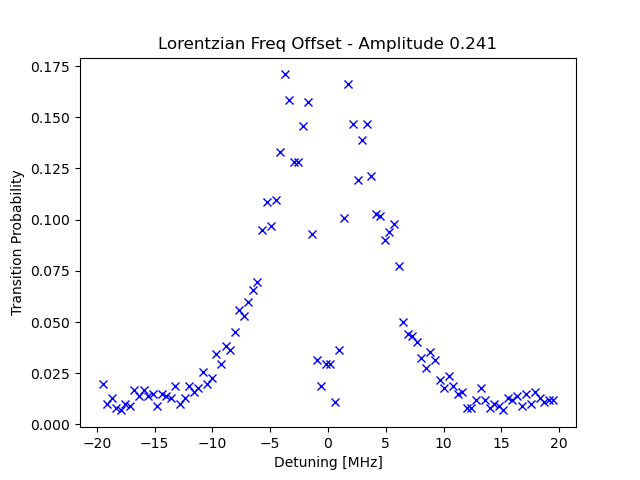 Lorentzian Freq Offset - Amplitude 0.241
Transition Probability
0.175
0.150
0.125
0.100
0.075
0.050
0.025
0.000
−20 −15 −10 −5 0 5 10 15 20
Detuning [MHz]